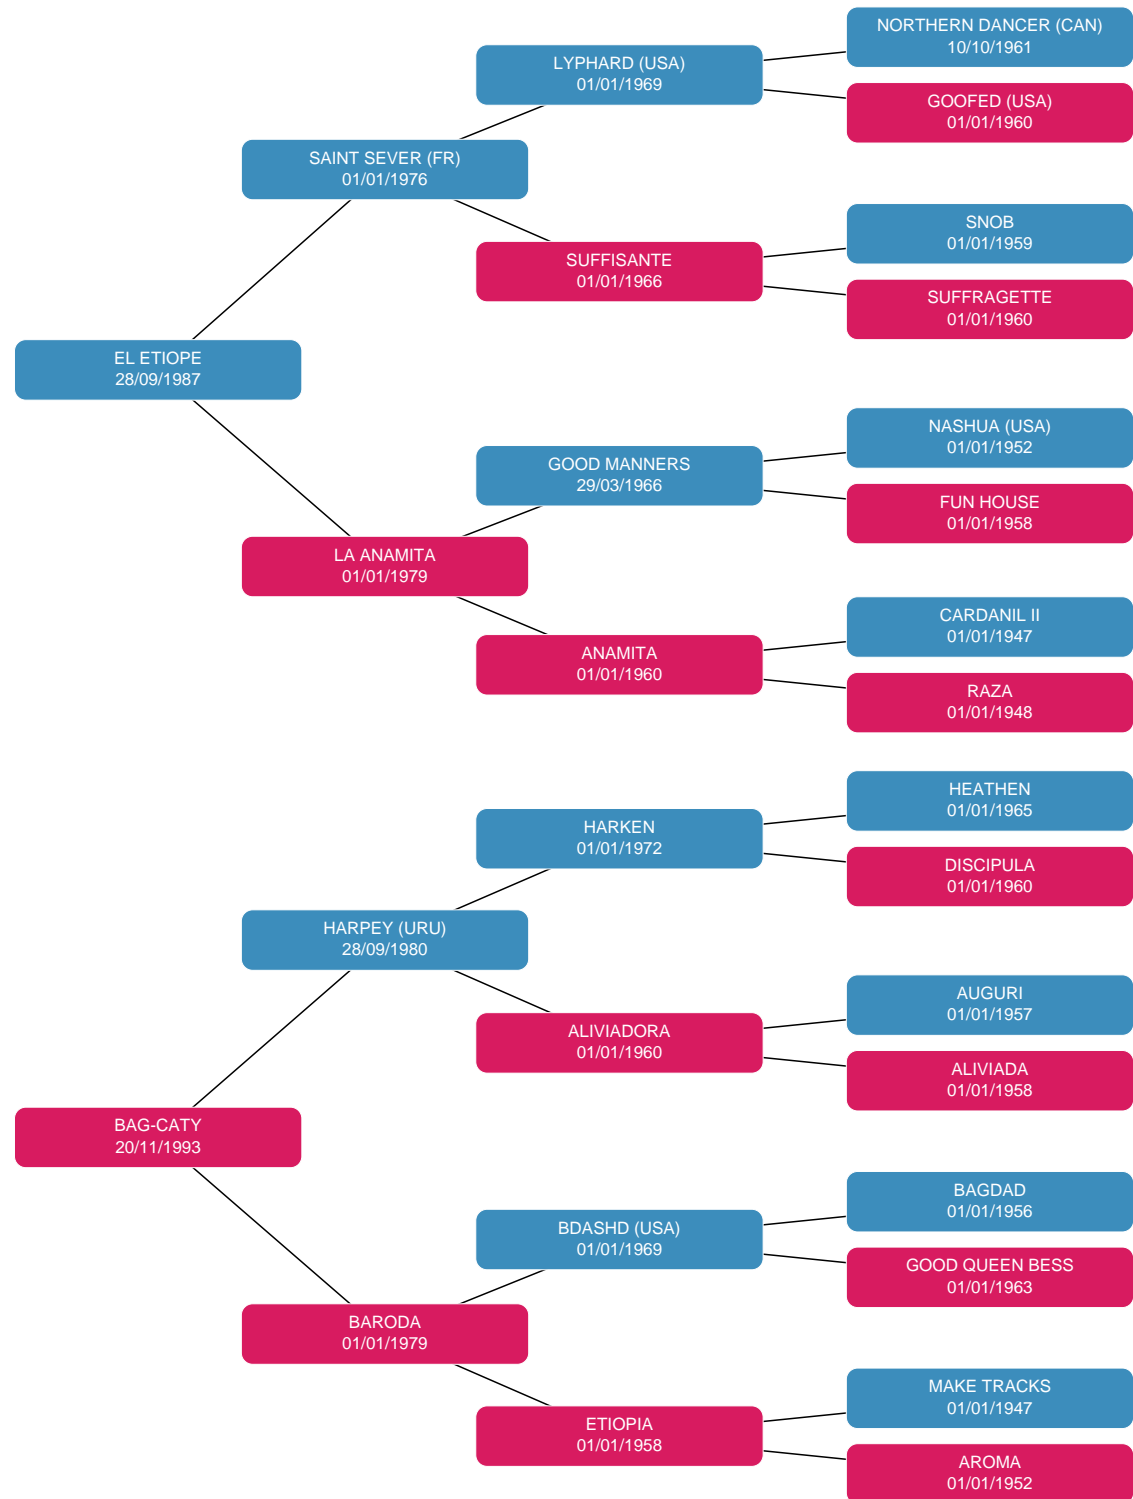 NORTHERN DANCER (CAN)
10/10/1961
LYPHARD (USA)
01/01/1969
GOOFED (USA)
01/01/1960
SAINT SEVER (FR)
01/01/1976
SNOB
01/01/1959
SUFFISANTE
01/01/1966
SUFFRAGETTE
01/01/1960
EL ETIOPE
28/09/1987
NASHUA (USA)
01/01/1952
GOOD MANNERS
29/03/1966
FUN HOUSE
01/01/1958
LA ANAMITA
01/01/1979
CARDANIL II
01/01/1947
ANAMITA
01/01/1960
RAZA
01/01/1948
HEATHEN
01/01/1965
HARKEN
01/01/1972
DISCIPULA
01/01/1960
HARPEY (URU)
28/09/1980
AUGURI
01/01/1957
ALIVIADORA
01/01/1960
ALIVIADA
01/01/1958
BAG-CATY
20/11/1993
BAGDAD
01/01/1956
BDASHD (USA)
01/01/1969
GOOD QUEEN BESS
01/01/1963
BARODA
01/01/1979
MAKE TRACKS
01/01/1947
ETIOPIA
01/01/1958
AROMA
01/01/1952